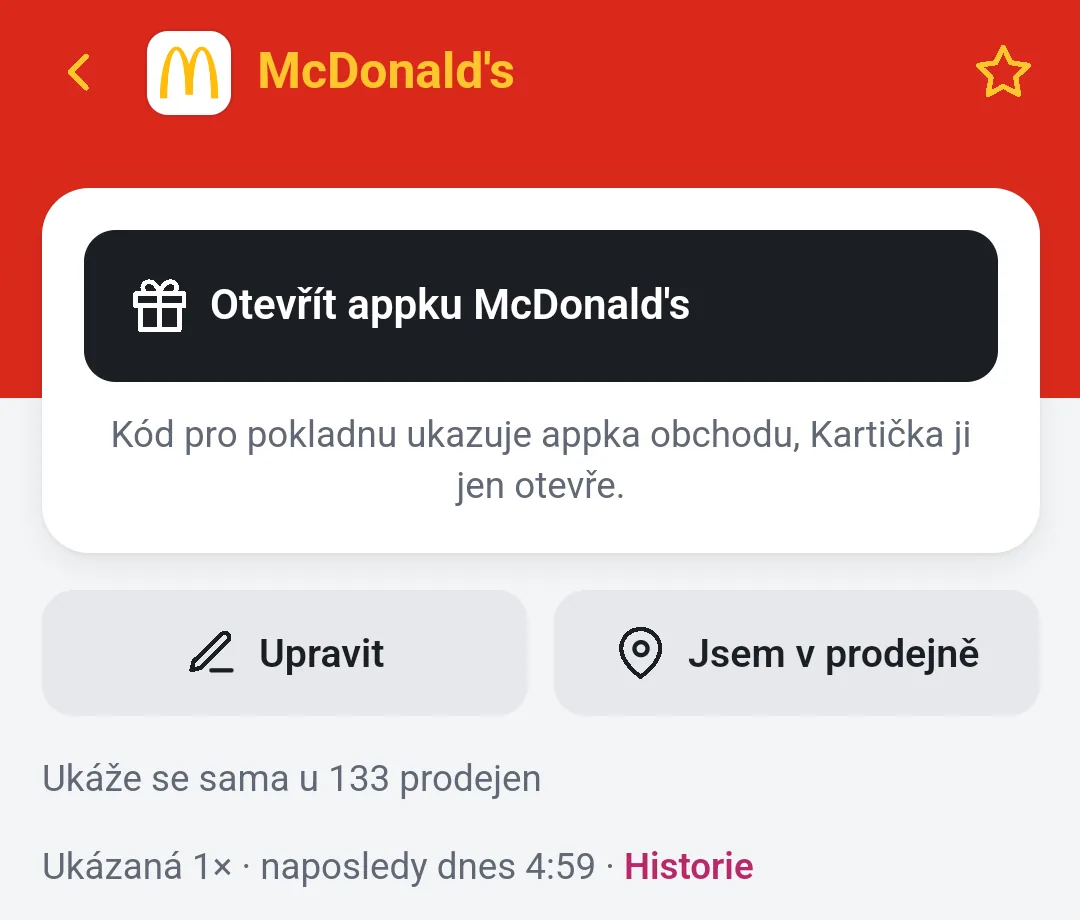 McDonald's
Otevřít appku McDonald's
Kód pro pokladnu ukazuje appka obchodu, Kartička ji
jen otevře.
Upravit
Jsem v prodejně
Ukáže se sama u 133 prodejen
Ukázaná 1× · naposledy dnes 4:59 · Historie